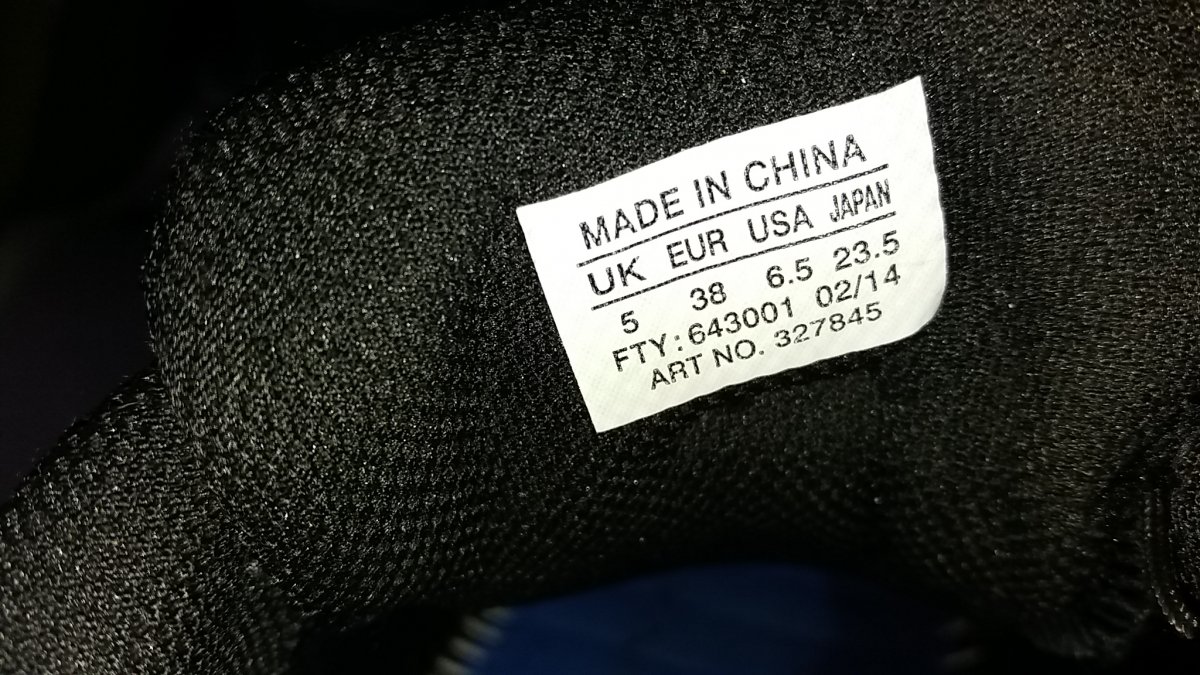 MADE IN CHINA
UK EUR USA JAPAN
5 38 6.5 23.5
FTY:643001 02/14
ART NO. 327845